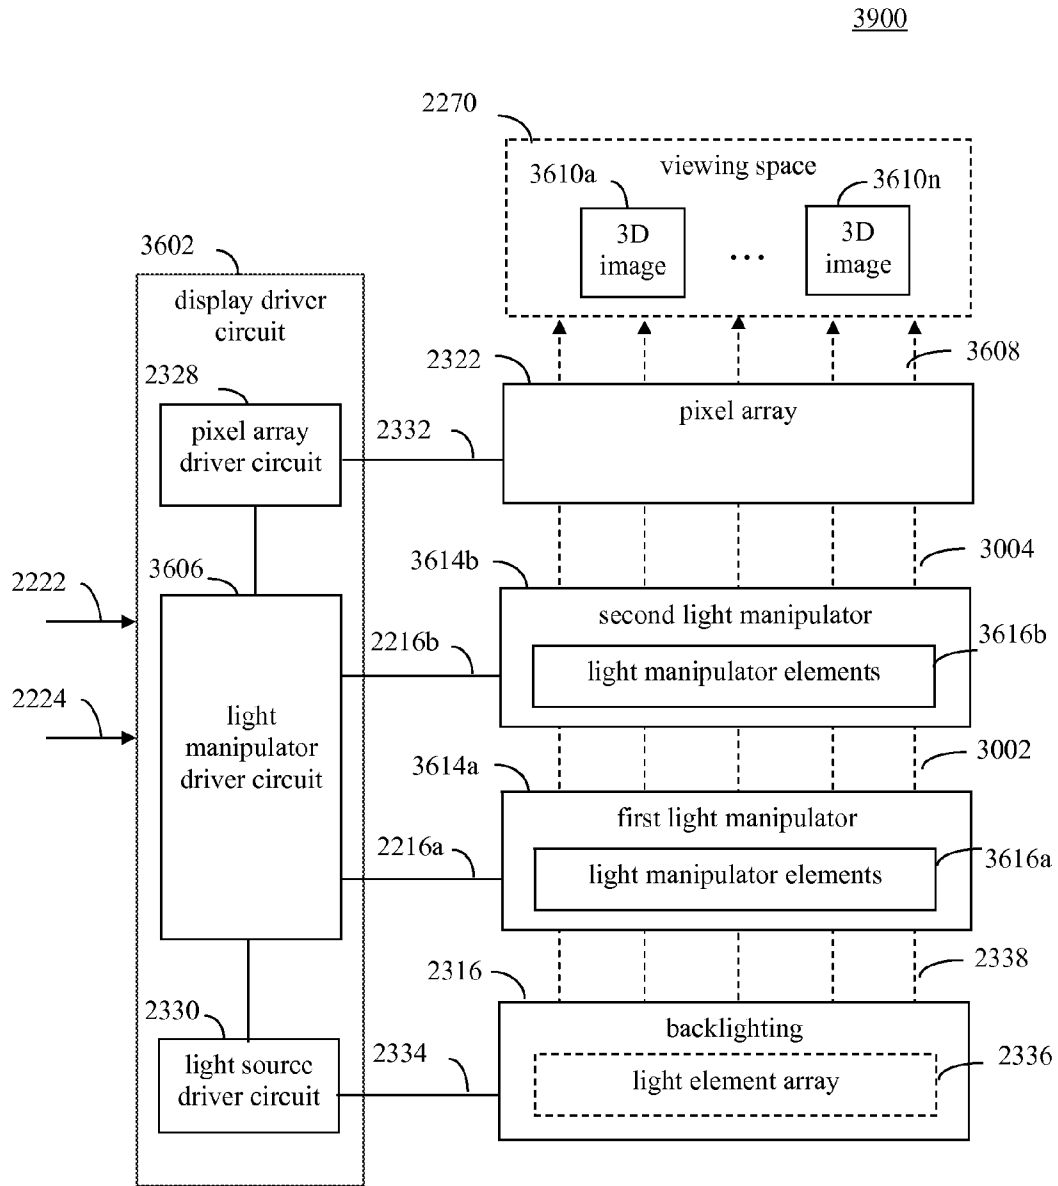 3900
2270
viewing space
3610a
3610n
3D
image
...
3D
image
3602
display driver
circuit
3608
2322
pixel array
2328
pixel array
driver circuit
2332
3004
3614b
3606
2222
second light manipulator
3616b
2216b
light manipulator elements
2224
light
manipulator
driver circuit
3002
3614a
first light manipulator
2216a
3616a
light manipulator elements
2338
2316
2330
backlighting
light source
driver circuit
2334
2336
light element array